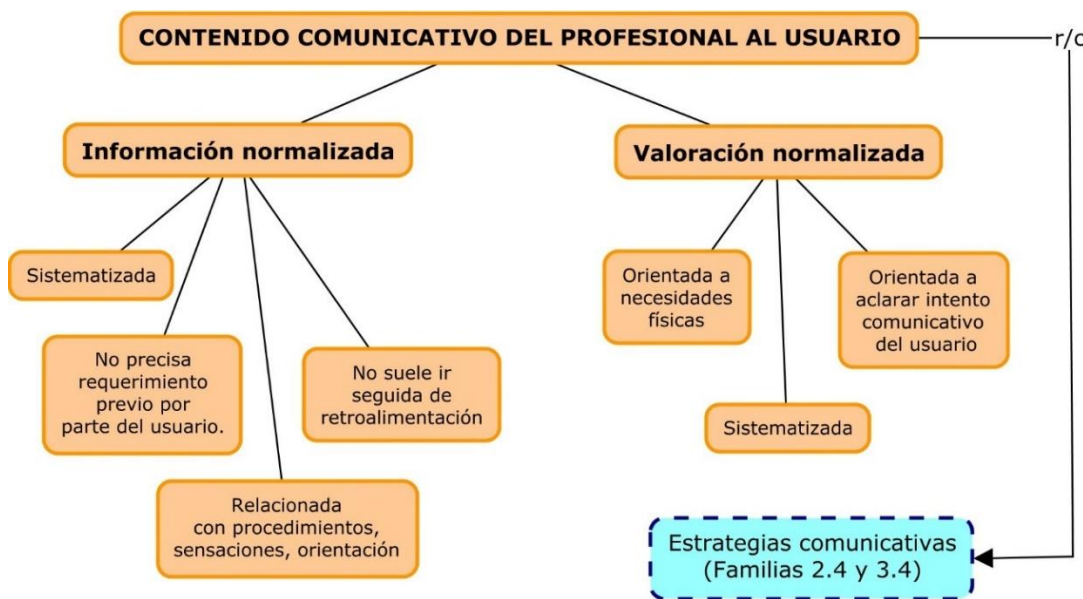 CONTENIDO COMUNICATIVO DEL PROFESIONAL AL USUARIO
r/c
Información normalizada
Valoración normalizada
Sistematizada
No precisa
requerimiento
previo por
parte del usuario.
Relacionada
con procedimientos,
sensaciones, orientación
No suele ir
seguida de
retroalimentación
Orientada a
necesidades
físicas
Sistematizada
Orientada a
aclarar intento
comunicativo
del usuario
Estrategias comunicativas
(Familias 2.4 y 3.4)